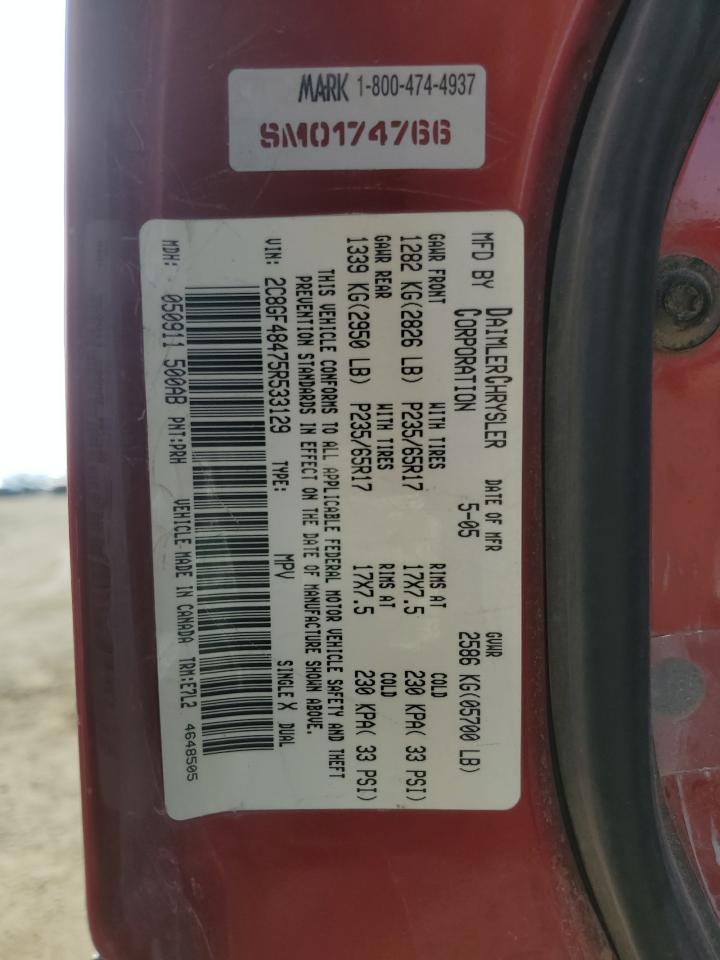 MARK 1-800-474-4937
SM0174766
MFD BY DAIMLERCHRYSLER CORPORATION DATE OF MFR 5-05 GVWR 2586 KG(05700 LB)
GAWR FRONT WITH TIRES RIMS AT COLD
1282 KG(2826 LB) P235/65R17 17X7.5 230 KPA( 33 PSI)
GAWR REAR WITH TIRES RIMS AT COLD
1339 KG(2950 LB) P235/65R17 17X7.5 230 KPA( 33 PSI)
THIS VEHICLE CONFORMS TO ALL APPLICABLE FEDERAL MOTOR VEHICLE SAFETY AND THEFT
PREVENTION STANDARDS IN EFFECT ON THE DATE OF MANUFACTURE SHOWN ABOVE.
VIN: 2C8GF48475R533129 TYPE: MPV SINGLE X DUAL
MDH: 050911 500AB PNT:PRH VEHICLE MADE IN CANADA TRM:E7L2 4648505